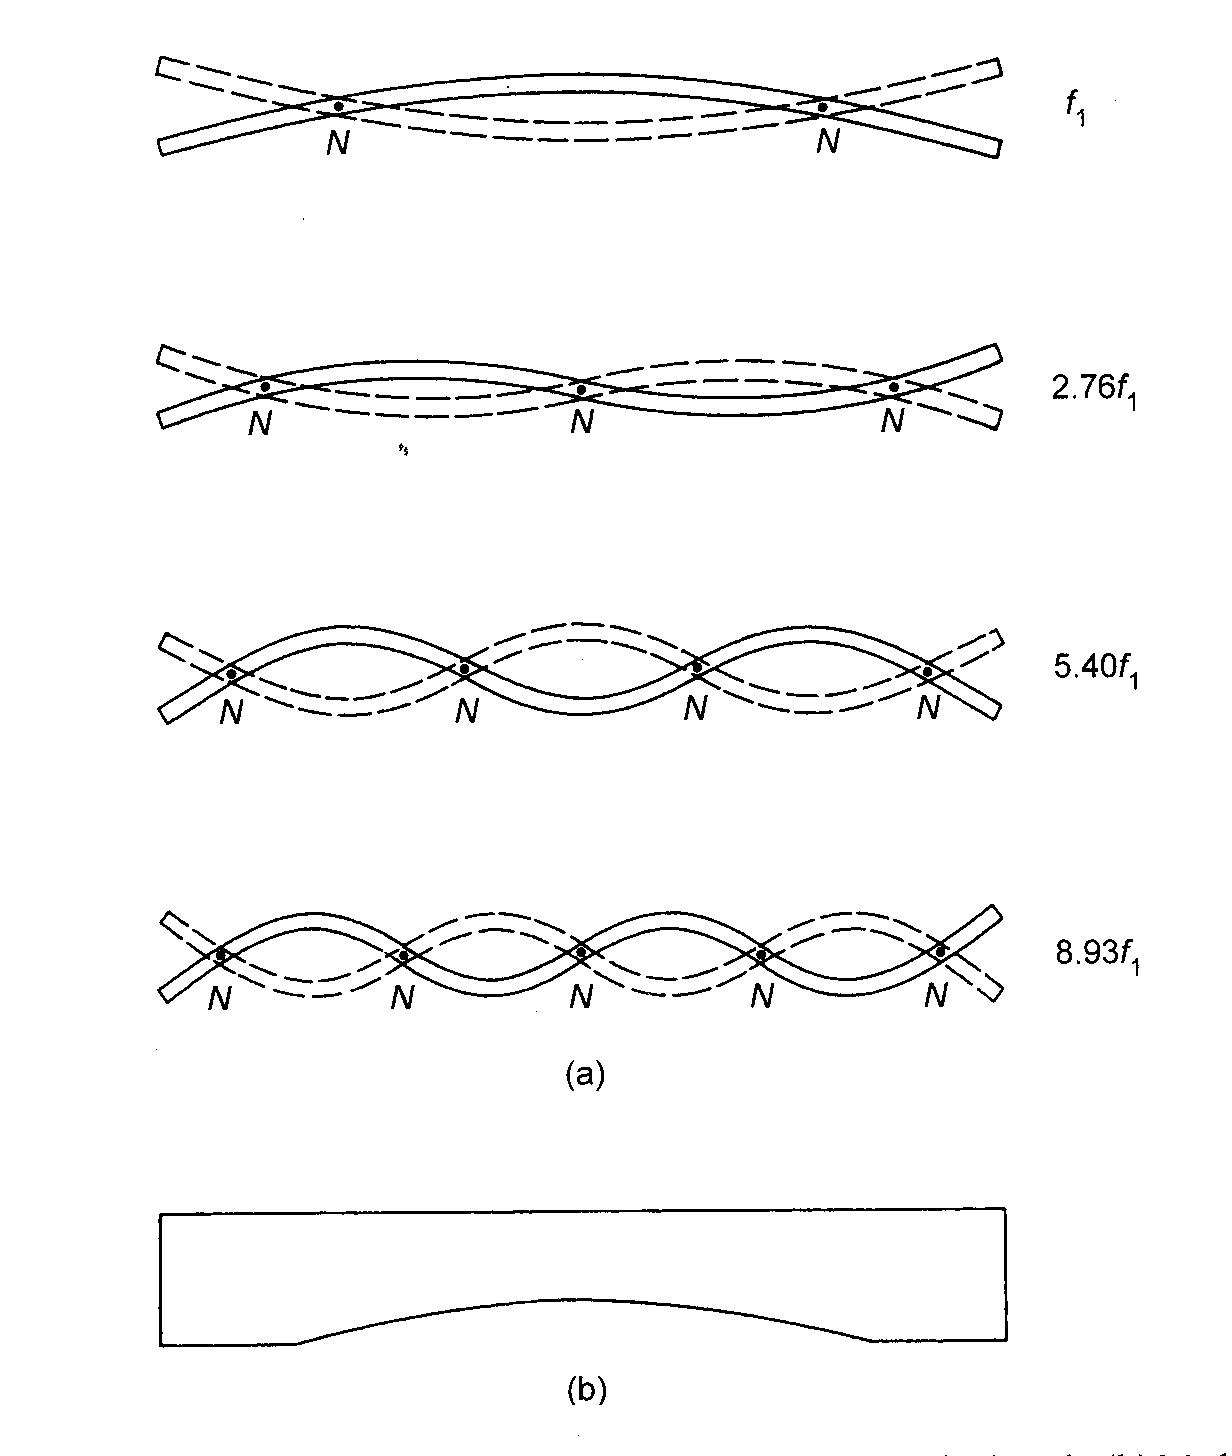 f₁
N N
2.76f₁
N N N
5.40f₁
N N N N
8.93f₁
N N N N N
(a)
(b)